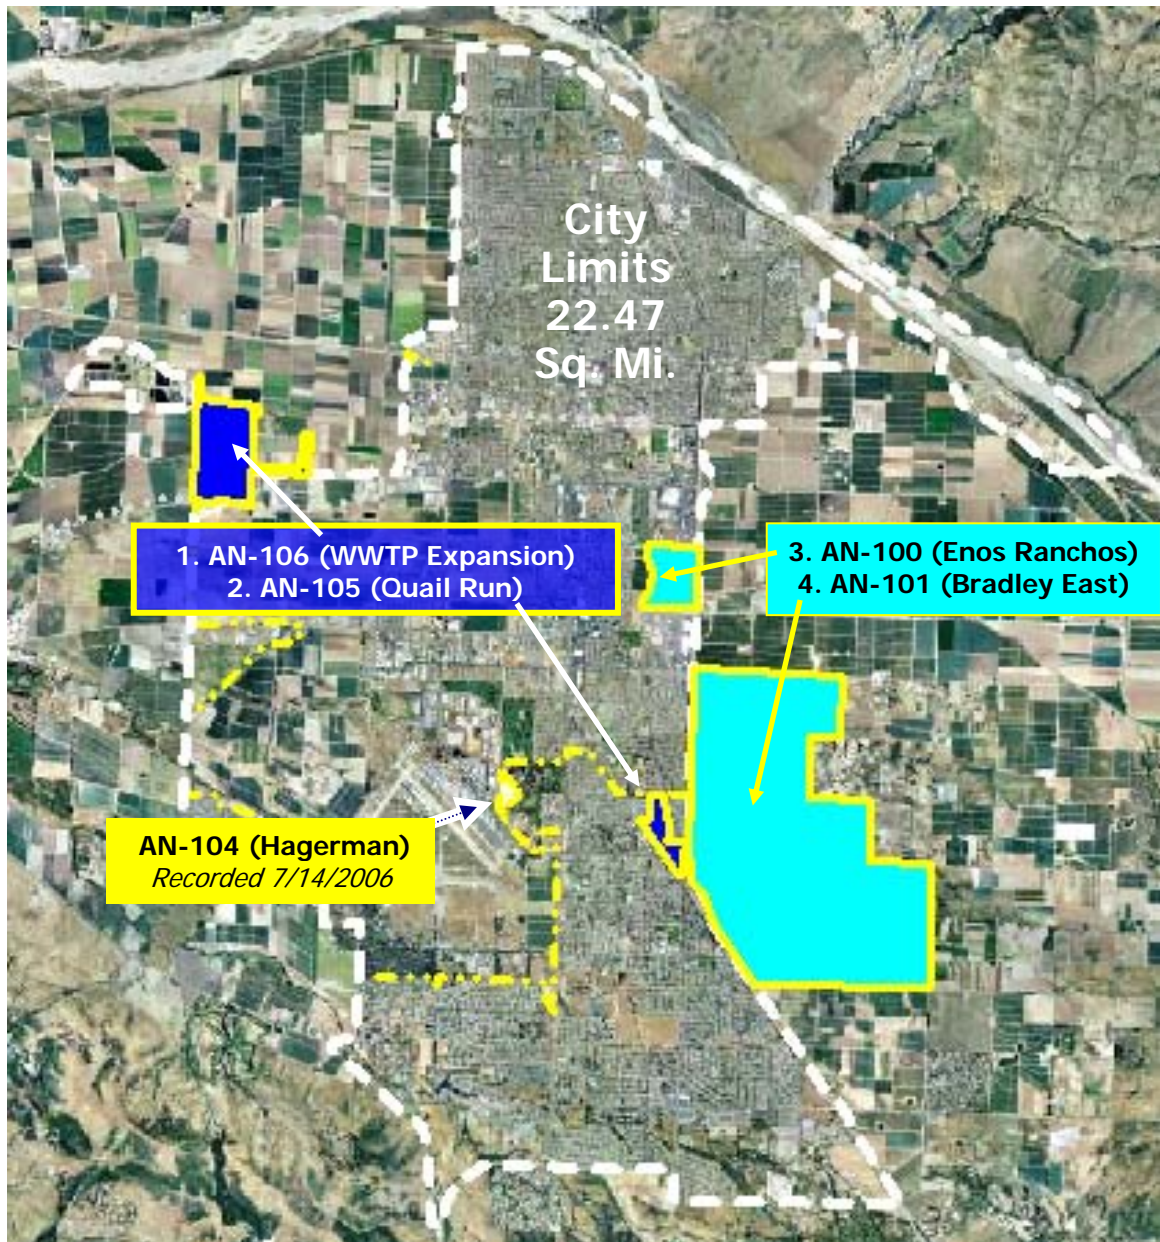 City
Limits
22.47
Sq. Mi.
1. AN-106 (WWTP Expansion)
2. AN-105 (Quail Run)
3. AN-100 (Enos Ranchos)
4. AN-101 (Bradley East)
AN-104 (Hagerman)
Recorded 7/14/2006